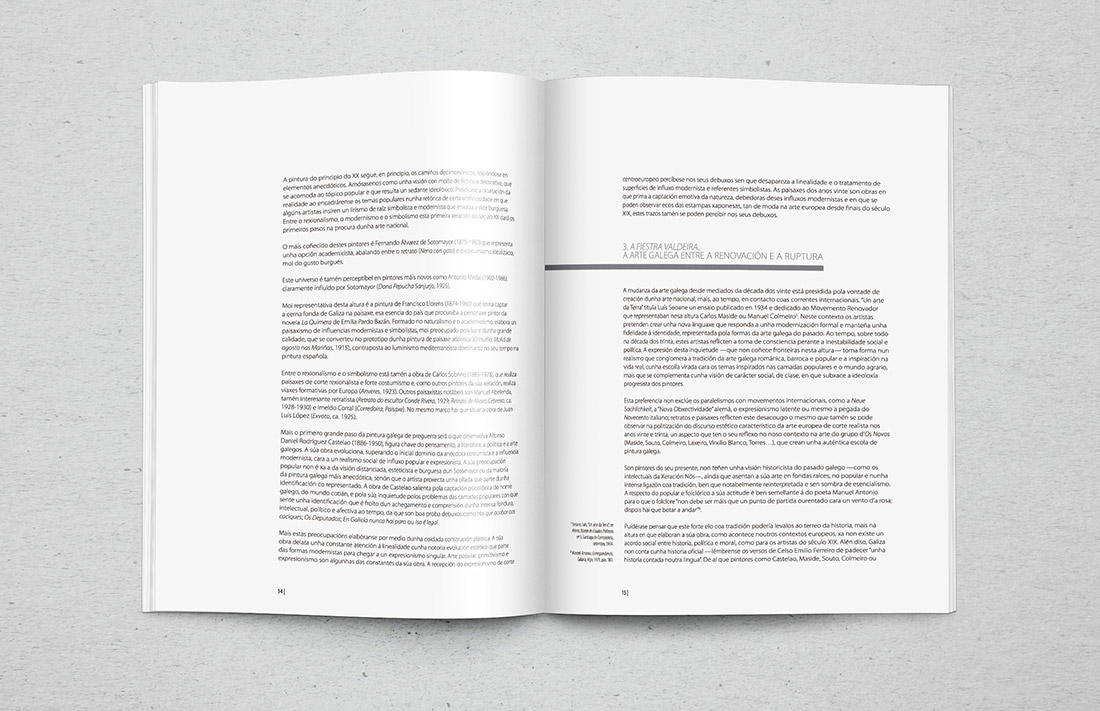 A pintura do principio do XX segue, en principio, os camiños decimonónicos, apoiándose en
elementos anecdóticos. Amósasenos como unha visión con moito de festiva e decorativa, que
se acomoda ao tópico popular e que resulta un sedante ideolóxico. Prodúcese a ocultación da
realidade ao encadrárense os temas populares nunha retórica de certa artificiosidade en que
algúns artistas insiren un lirismo de raíz simbolista e modernista que envolve a vida burguesa.
Entre o rexionalismo, o modernismo e o simbolismo esta primeira xeración do século XX dará os
primeiros pasos na procura dunha arte nacional.
O máis coñecido destes pintores é Fernando Álvarez de Sotomayor (1875-1960) que representa
unha opción academicista, abalando entre o retrato (Nena con gato) e o costumismo idealizado,
moi do gusto burgués.
Este universo é tamén perceptíbel en pintores máis novos como Antonio Medal (1902-1986),
claramente influído por Sotomayor (Dona Pepucha Sanjurjo, 1925).
Moi representativa desta altura é a pintura de Francisco Llorens (1874-1960) que tenta captar
a cerna fonda de Galiza na paisaxe, esa esencia do país que procuraba a personaxe pintor da
novela La Quimera de Emilia Pardo Bazán. Formado no naturalismo e o academismo, elabora un
paisaxismo de influencias modernistas e simbolistas, moi preocupado pola luz e dunha grande
calidade, que se converteu no prototipo dunha pintura de paisaxe atlántica (O muíño, Moid of
agosto nas Mariñas, 1915), contraposta ao luminismo mediterraneísta dominante no seu tempo na
pintura española.
Entre o rexionalismo e o simbolismo está tamén a obra de Carlos Sobrino (1885-1978), que realiza
paisaxes de corte rexionalista e forte costumismo e, como outros pintores da súa xeración, realiza
viaxes formativas por Europa (Anveres, 1923). Outros paisaxistas notábeis son Manuel Abelenda,
tamén interesante retratista (Retrato do escultor Conde Rivera, 1929; Retrato de Álvaro Cebreiro, ca.
1928-1930) e Imeldo Corral (Corredoira; Paisaxe). No mesmo marco hai que situar a obra de Juan
Luis López (Exvoto, ca. 1925).
Mais o primeiro grande paso da pintura galega de preguerra será o que desenvolva Alfonso
Daniel Rodríguez Castelao (1886-1950), figura chave do pensamento, a literatura, a política e a arte
galegos. A súa obra evoluciona, superando o inicial dominio da anécdota costumista e a influencia
modernista, cara a un realismo social de influxo popular e expresionista. A súa preocupación
popular non é xa a da visión distanciada, esteticista e burguesa dun Sotomayor ou da maioría
da pintura galega máis anecdótica, senón que o artista proxecta unha ollada que parte dunha
identificación co representado. A obra de Castelao salienta pola captación psicolóxica do home
galego, do mundo cotián, e pola súa inquietude polos problemas das camadas populares con que
sente unha identificación que é froito dun achegamento e comprensión dunha intensa fondura,
intelectual, político e afectiva ao tempo, da que son boa proba debuxos como Hai que acabar cos
caciques; Os Deputados; En Galicia nunca hai paro ou Iso é legal.
Mais estas preocupacións elabóranse por medio dunha coidada construción plástica. A súa
obra delata unha constante atención á linealidade cunha notoria evolución estética que parte
das formas modernistas para chegar a un expresionismo singular. Arte popular, primitivismo e
expresionismo son algunhas das constantes da súa obra. A recepción do expresionismo de corte
14|
centroeuropeo percíbese nos seus debuxos sen que desapareza a linealidade e o tratamento de
superficies de influxo modernista e referentes simbolistas. As paisaxes dos anos vinte son obras en
que prima a captación emotiva da natureza, debedoras deses influxos modernistas e en que se
poden observar ecos das estampas xaponesas, tan de moda na arte europea desde finais do século
XIX, estes trazos tamén se poden percibir nos seus debuxos.
3. A FIESTRA VALDEIRA,
A ARTE GALEGA ENTRE A RENOVACIÓN E A RUPTURA
A mudanza da arte galega desde mediados da década dos vinte está presidida pola vontade de
creación dunha arte nacional, mais, ao tempo, en contacto coas correntes internacionais. "Un arte
da Terra" titula Luís Seoane un ensaio publicado en 1934 e dedicado ao Movemento Renovador
que representaban nesa altura Carlos Maside ou Manuel Colmeiro⁵. Neste contexto os artistas
pretenden crear unha nova linguaxe que responda a unha modernización formal e manteña unha
fidelidade á identidade, representada pola formas da arte galega do pasado. Ao tempo, sobre todo
na década dos trinta, estes artistas reflicten a toma de consciencia perante a inestabilidade social e
política. A expresión desta inquietude —que non coñece fronteiras nesta altura— toma forma nun
realismo que conglomera a tradición da arte galega románica, barroca e popular e a inspiración na
vida real, cunha escolla virada cara os temas inspirados nas camadas populares e o mundo agrario,
mais que se complementa cunha visión de carácter social, de clase, en que subxace a ideoloxía
progresista dos pintores.
Esta preferencia non exclúe os paralelismos con movementos internacionais, como a Neue
Sachlichkeit, a "Nova Obxectividade" alemá, o expresionismo latente ou mesmo a pegada do
Novecento italiano; retratos e paisaxes reflicten este desacougo o mesmo que tamén se pode
observar na politización do discurso estético característico da arte europea de corte realista nos
anos vinte e trinta, un aspecto que ten o seu reflexo no noso contexto na arte do grupo d'Os Novos
(Maside, Souto, Colmeiro, Laxeiro, Virxilio Blanco, Torres…), que crean unha auténtica escola de
pintura galega.
Son pintores do seu presente, non teñen unha visión historicista do pasado galego —como os
intelectuais da Xeración Nós—, aínda que asentan a súa arte en fondas raíces, no popular e nunha
intensa ligazón coa tradición, ben que notabelmente reinterpretada e sen sombra de esencialismo.
A respecto do popular e folclórico a súa actitude é ben semellante á do poeta Manuel Antonio
para o que o folclore "non debe ser máis que un punto de partida ourentado cara un vento d'a rosa;
dispois hai que botar a andar"⁶.
Puidérase pensar que este forte elo coa tradición podería levalos ao terreo da historia, mais na
altura en que elaboran a súa obra, como acontece noutros contextos europeos, xa non existe un
acordo social entre historia, política e moral, como para os artistas do século XIX. Alén diso, Galiza
non conta cunha historia oficial —lémbrense os versos de Celso Emilio Ferreiro de padecer "unha
historia contada noutra lingua". De aí que pintores como Castelao, Maside, Souto, Colmeiro ou
⁵ Seoane, Luís, "Un Arte da Terra", en
nº 5, Santiago de Compostela,
setembro, 1934.
⁶ Manoel-Antonio, Correspondencia,
Galaxia, Vigo, 1979, páx. 180.
15|